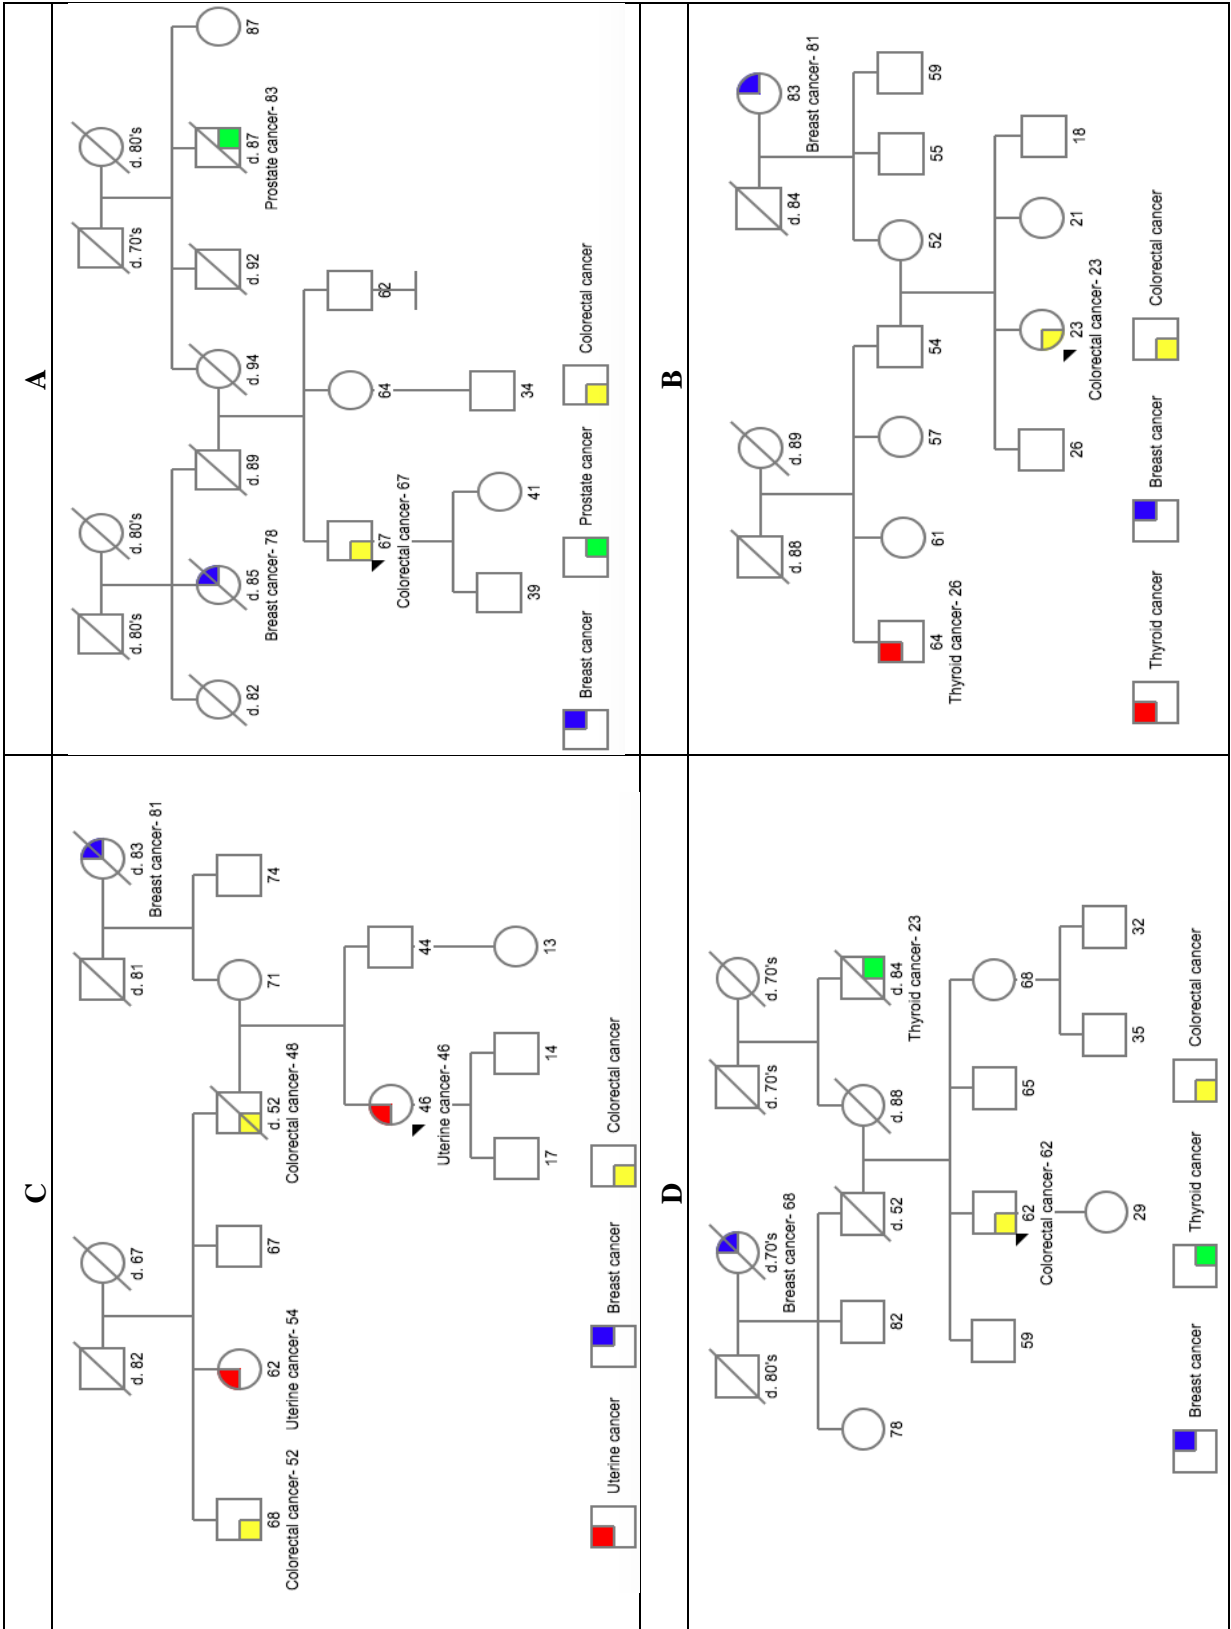 A
d. 80's
d. 80's
d. 70's
d. 80's
d. 82
d. 85
Breast cancer- 78
d. 89
d. 94
d. 92
d. 87
Prostate cancer- 83
87
67
Colorectal cancer- 67
64
62
39
41
34
Breast cancer
Prostate cancer
Colorectal cancer
B
d. 88
d. 89
d. 84
83
Breast cancer- 81
64
Thyroid cancer- 26
61
57
54
52
55
59
26
23
Colorectal cancer- 23
21
18
Thyroid cancer
Breast cancer
Colorectal cancer
C
d. 82
d. 67
d. 81
d. 83
Breast cancer- 81
68
Colorectal cancer- 52
62
Uterine cancer- 54
67
d. 52
Colorectal cancer- 48
71
74
46
Uterine cancer- 46
44
17
14
13
Uterine cancer
Breast cancer
Colorectal cancer
D
d. 80's
d.70's
Breast cancer- 68
d. 70's
d. 70's
78
82
d. 52
d. 88
d. 84
Thyroid cancer- 23
59
62
Colorectal cancer- 62
65
68
29
35
32
Breast cancer
Thyroid cancer
Colorectal cancer